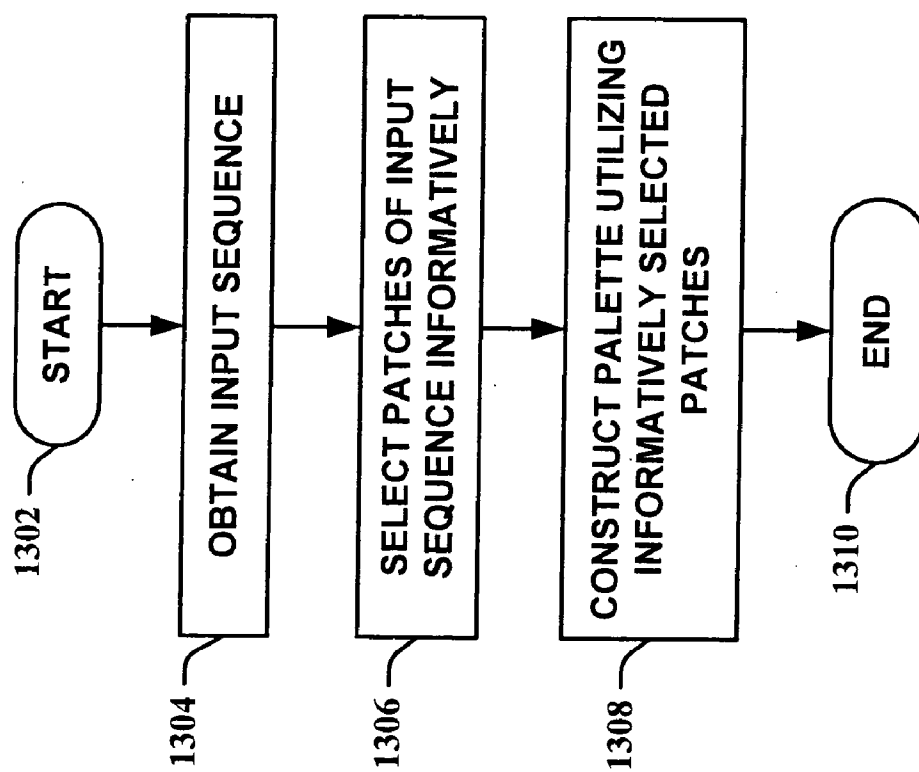 1302
START
1304
OBTAIN INPUT SEQUENCE
1306
SELECT PATCHES OF INPUT
SEQUENCE INFORMATIVELY
1308
CONSTRUCT PALETTE UTILIZING
INFORMATIVELY SELECTED
PATCHES
1310
END